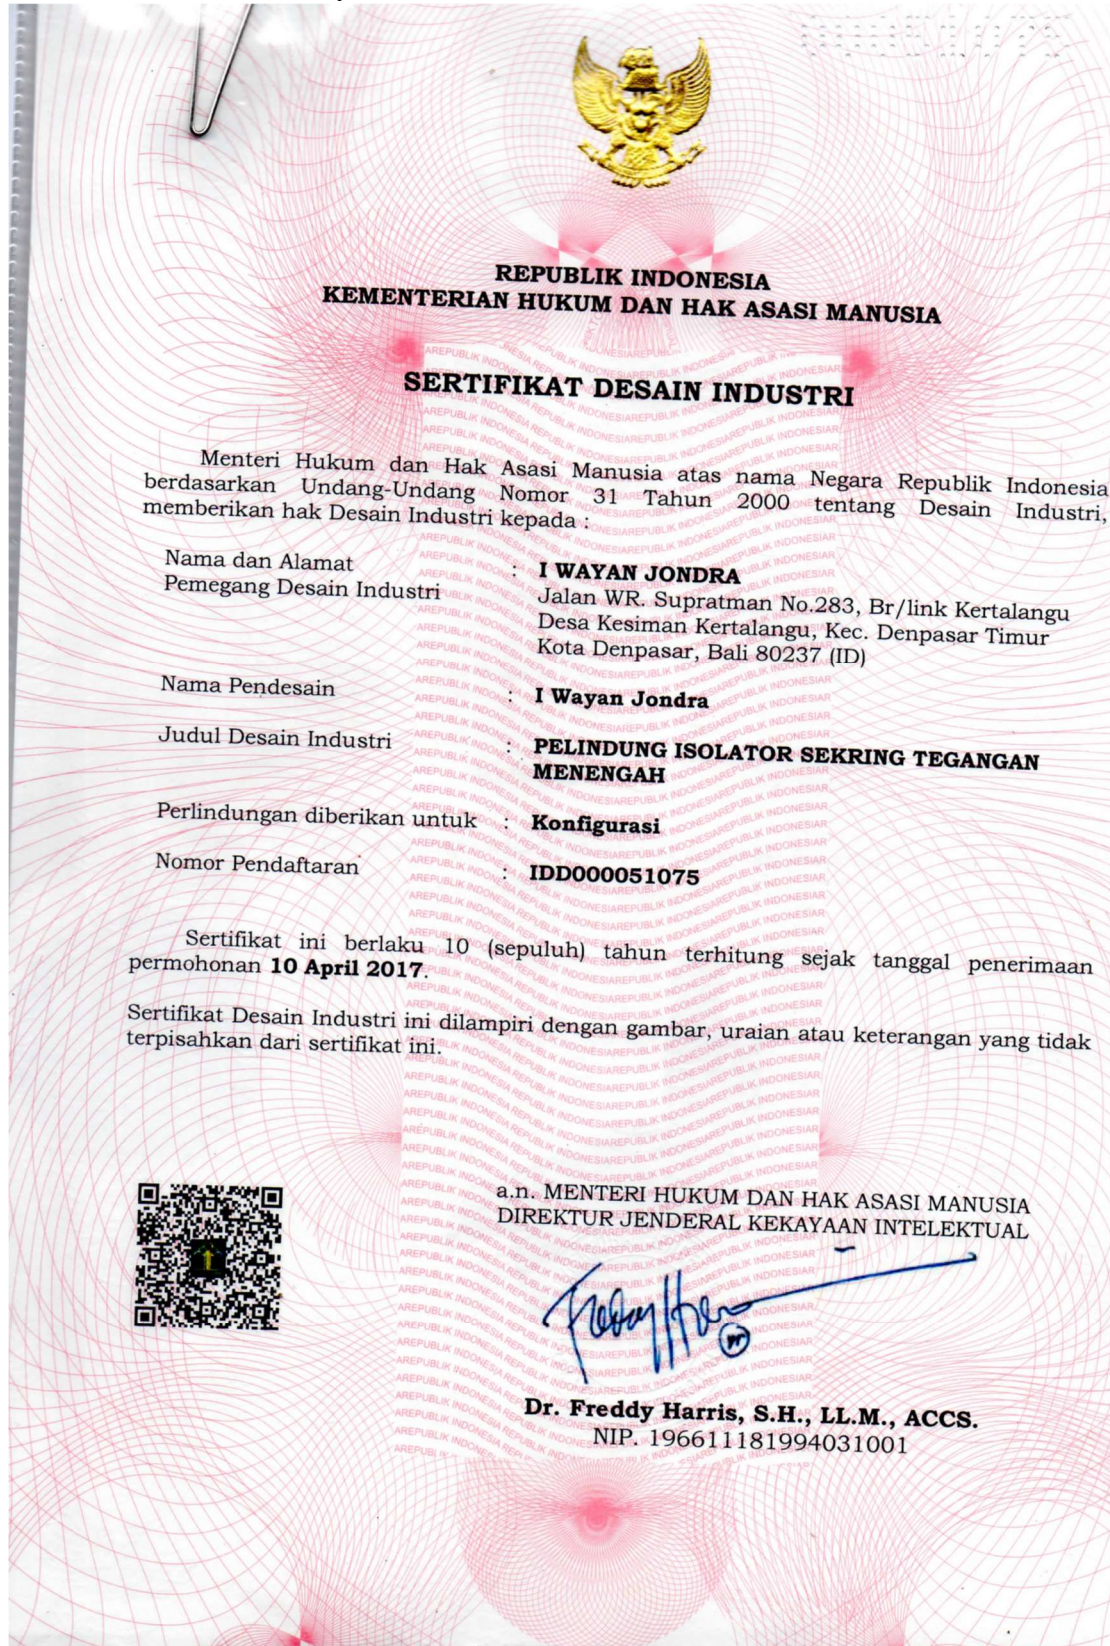 REPUBLIK INDONESIA
KEMENTERIAN HUKUM DAN HAK ASASI MANUSIA
SERTIFIKAT DESAIN INDUSTRI
Menteri Hukum dan Hak Asasi Manusia atas nama Negara Republik Indonesia
berdasarkan Undang-Undang Nomor 31 Tahun 2000 tentang Desain Industri,
memberikan hak Desain Industri kepada :
Nama dan Alamat
Pemegang Desain Industri : I WAYAN JONDRA
Jalan WR. Supratman No.283, Br/link Kertalangu
Desa Kesiman Kertalangu, Kec. Denpasar Timur
Kota Denpasar, Bali 80237 (ID)
Nama Pendesain : I Wayan Jondra
Judul Desain Industri : PELINDUNG ISOLATOR SEKRING TEGANGAN
MENENGAH
Perlindungan diberikan untuk : Konfigurasi
Nomor Pendaftaran : IDD000051075
Sertifikat ini berlaku 10 (sepuluh) tahun terhitung sejak tanggal penerimaan
permohonan 10 April 2017.
Sertifikat Desain Industri ini dilampiri dengan gambar, uraian atau keterangan yang tidak
terpisahkan dari sertifikat ini.
a.n. MENTERI HUKUM DAN HAK ASASI MANUSIA
DIREKTUR JENDERAL KEKAYAAN INTELEKTUAL
Dr. Freddy Harris, S.H., LL.M., ACCS.
NIP. 196611181994031001